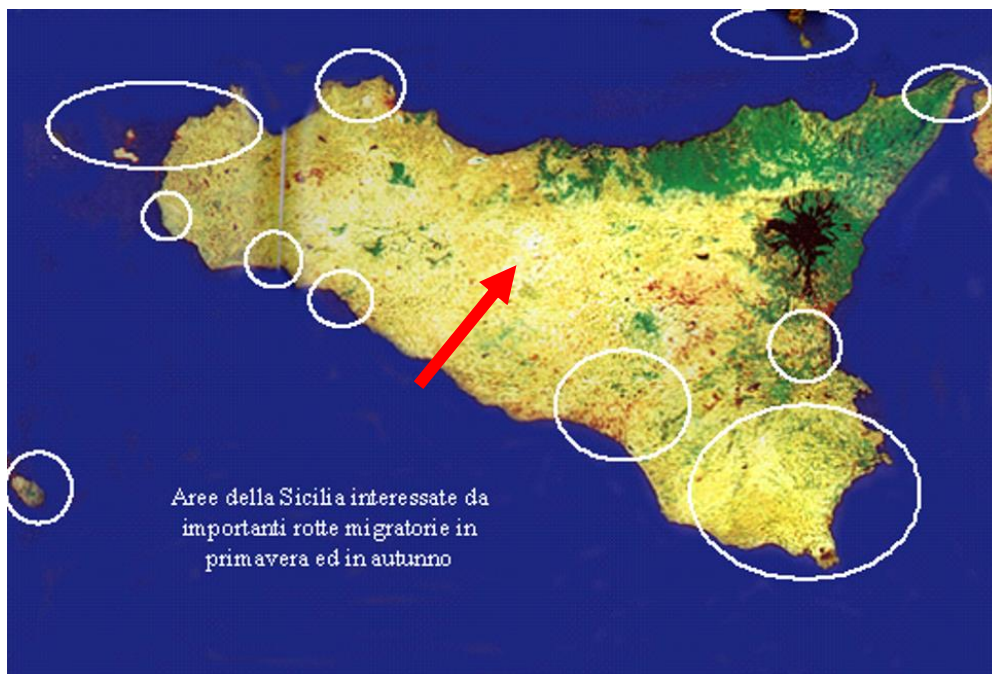 Aree della Sicilia interessate da
importanti rotte migratorie in
primavera ed in autunno